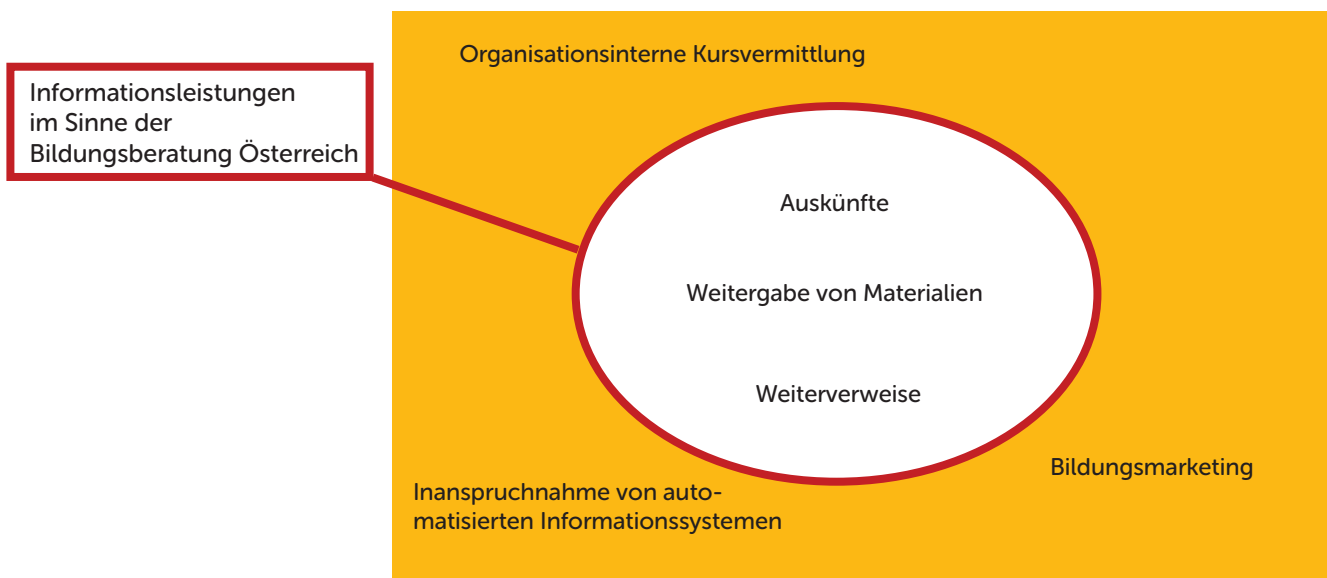 Organisationsinterne Kursvermittlung
Informationsleistungen
im Sinne der
Bildungsberatung Österreich
Auskünfte
Weitergabe von Materialien
Weiterverweise
Bildungsmarketing
Inanspruchnahme von auto-
matisierten Informationssystemen